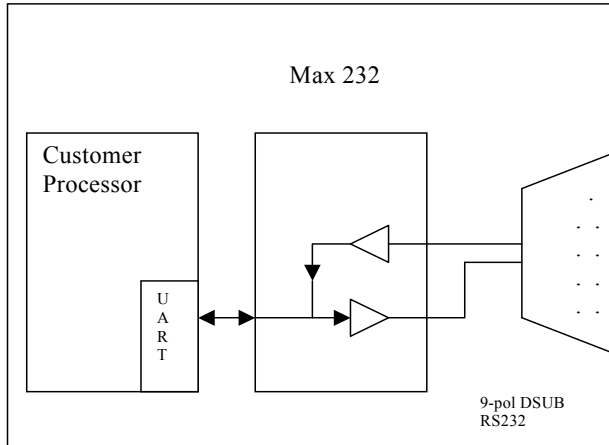 Max 232
Customer
Processor
U
A
R
T
9-pol DSUB
RS232